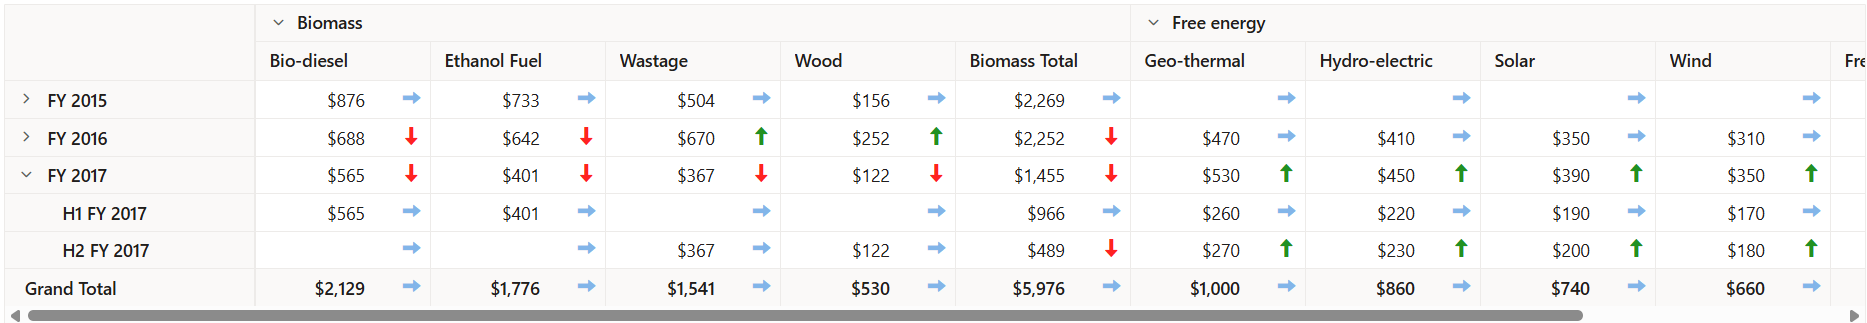 Biomass Free energy
Bio-diesel Ethanol Fuel Wastage Wood Biomass Total Geo-thermal Hydro-electric Solar Wind Fre
FY 2015 $876 $733 $504 $156 $2,269
FY 2016 $688 $642 $670 $252 $2,252 $470 $410 $350 $310
FY 2017 $565 $401 $367 $122 $1,455 $530 $450 $390 $350
H1 FY 2017 $565 $401 $966 $260 $220 $190 $170
H2 FY 2017 $367 $122 $489 $270 $230 $200 $180
Grand Total $2,129 $1,776 $1,541 $530 $5,976 $1,000 $860 $740 $660